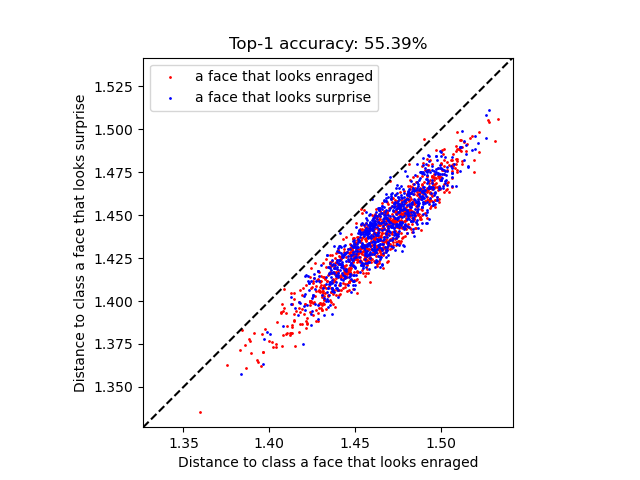 Top-1 accuracy: 55.39%
a face that looks enraged
a face that looks surprise
Distance to class a face that looks surprise
1.525
1.500
1.475
1.450
1.425
1.400
1.375
1.350
1.35
1.40
1.45
1.50
Distance to class a face that looks enraged